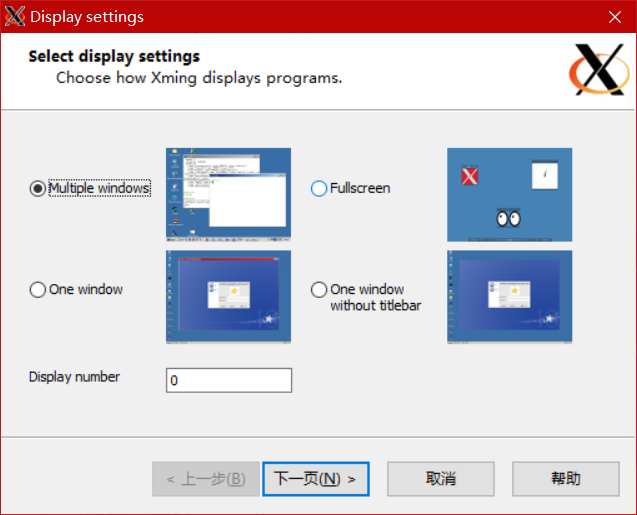 Display settings
Select display settings
Choose how Xming displays programs.
Multiple windows
Fullscreen
One window
One window
without titlebar
Display number
0
< 上一步(B)
下一页(N) >
取消
帮助